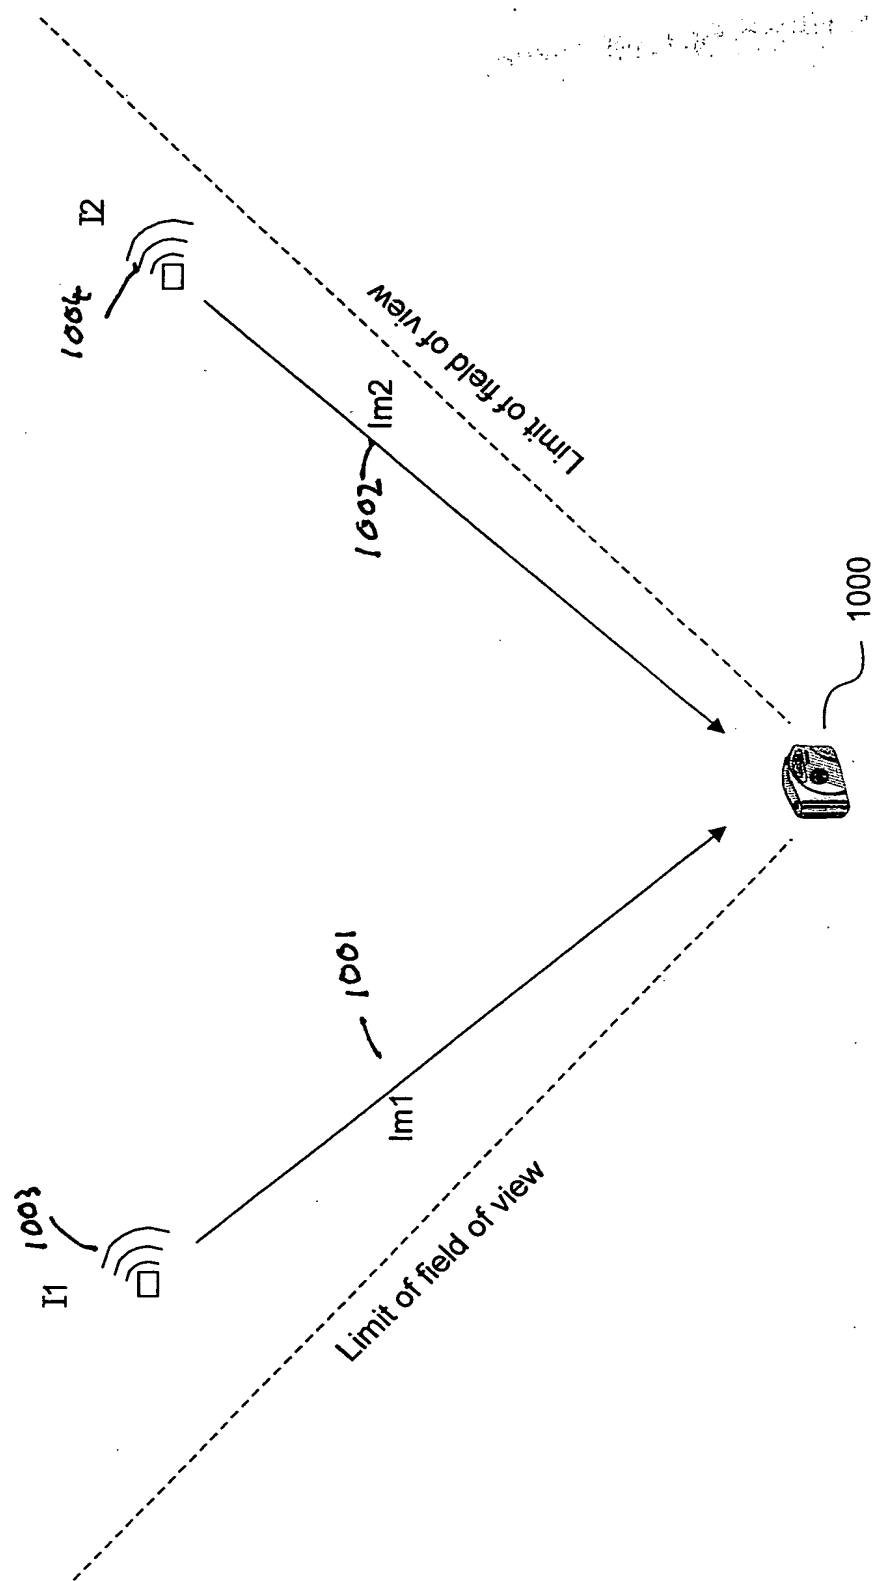 I1
1003
I2
1004
Im1
1001
Im2
1002
Limit of field of view
Limit of field of view
1000